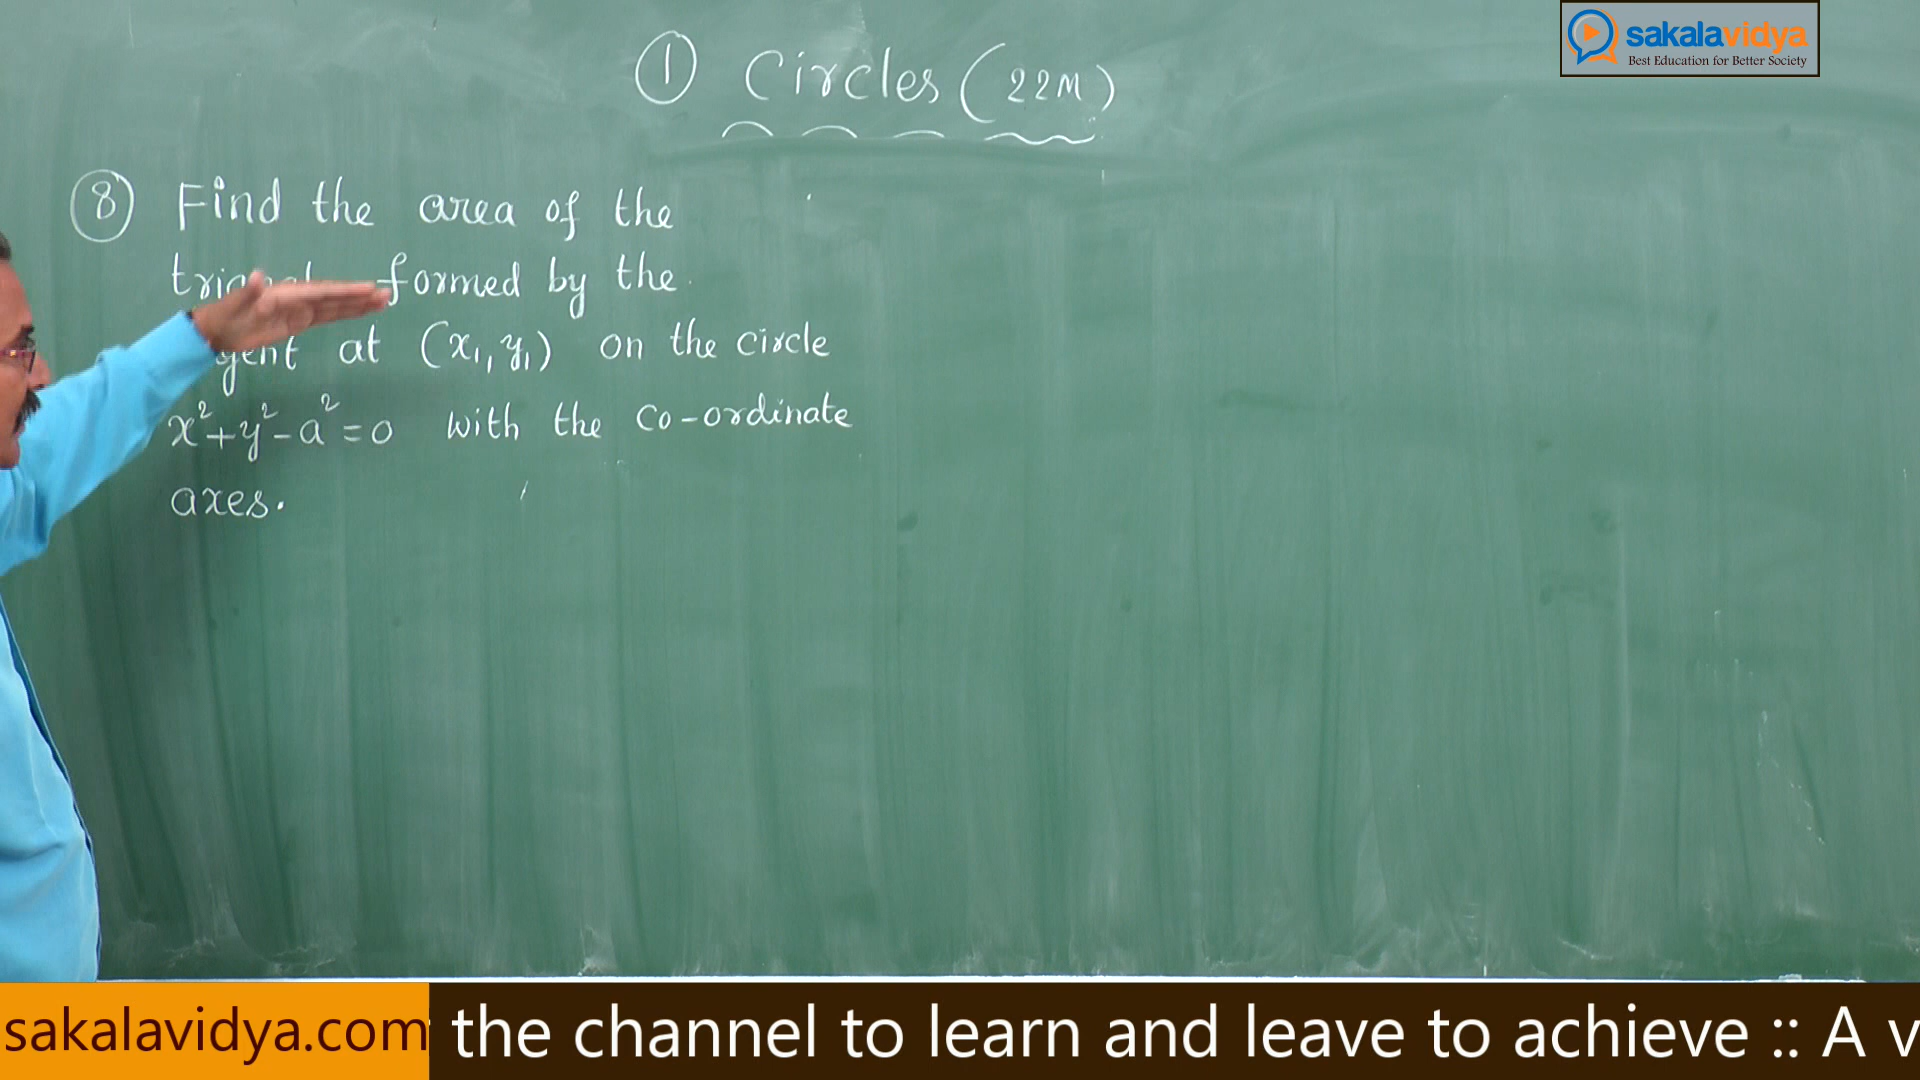 sakalavidya
Best Education for Better Society
① Circles (22M)
⑧ Find the area of the
formed by the
at (x₁, y₁) on the circle
x²+y²-a²=0 with the co-ordinate
axes.
sakalavidya.com the channel to learn and leave to achieve :: A v